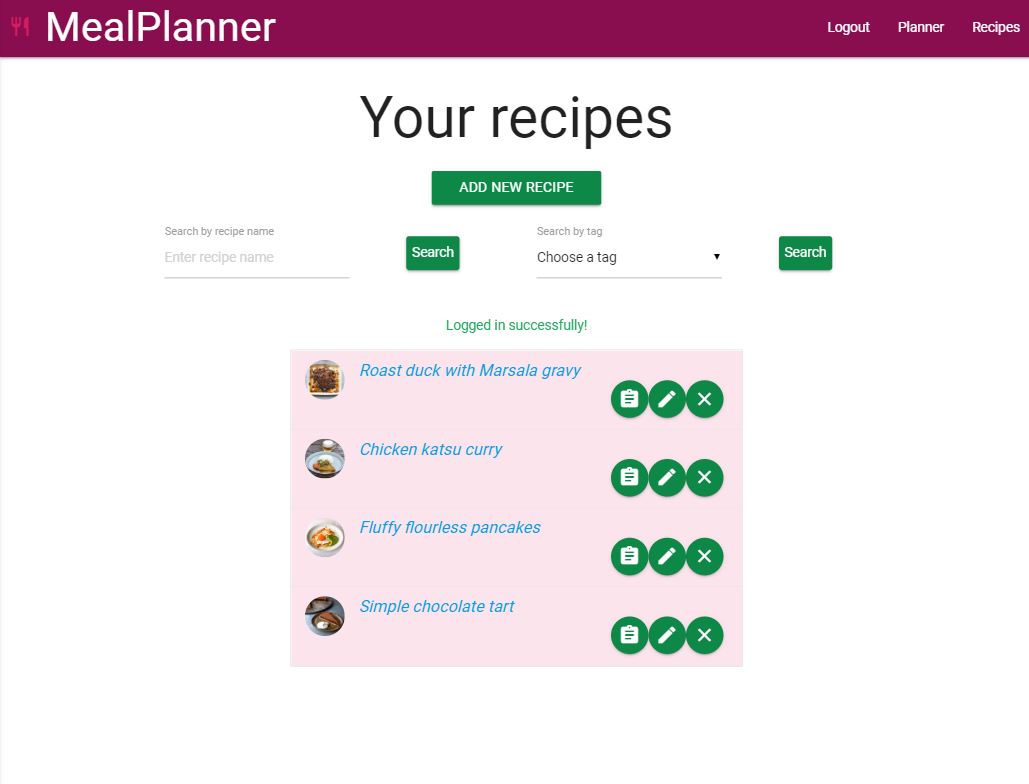 MealPlanner
Logout Planner Recipes
Your recipes
ADD NEW RECIPE
Search by recipe name
Enter recipe name
Search
Search by tag
Choose a tag
Search
Logged in successfully!
Roast duck with Marsala gravy
Chicken katsu curry
Fluffy flourless pancakes
Simple chocolate tart